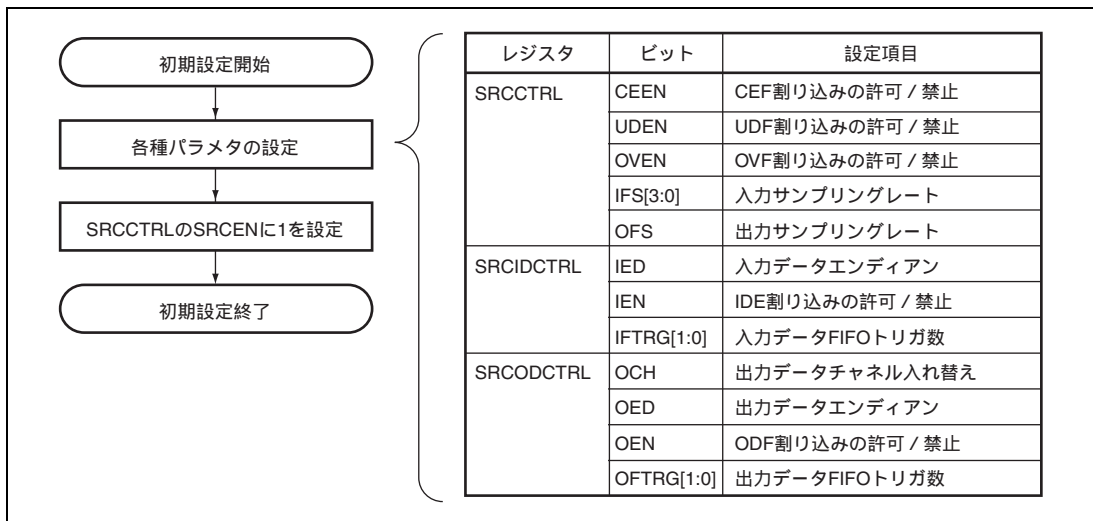 初期設定開始
各種パラメタの設定
SRCCTRLのSRCENに1を設定
初期設定終了
レジスタ ビット 設定項目
SRCCTRL CEEN CEF割り込みの許可 / 禁止
UDEN UDF割り込みの許可 / 禁止
OVEN OVF割り込みの許可 / 禁止
IFS[3:0] 入力サンプリングレート
OFS 出力サンプリングレート
SRCIDCTRL IED 入力データエンディアン
IEN IDE割り込みの許可 / 禁止
IFTRG[1:0] 入力データFIFOトリガ数
SRCODCTRL OCH 出力データチャネル入れ替え
OED 出力データエンディアン
OEN ODF割り込みの許可 / 禁止
OFTRG[1:0] 出力データFIFOトリガ数